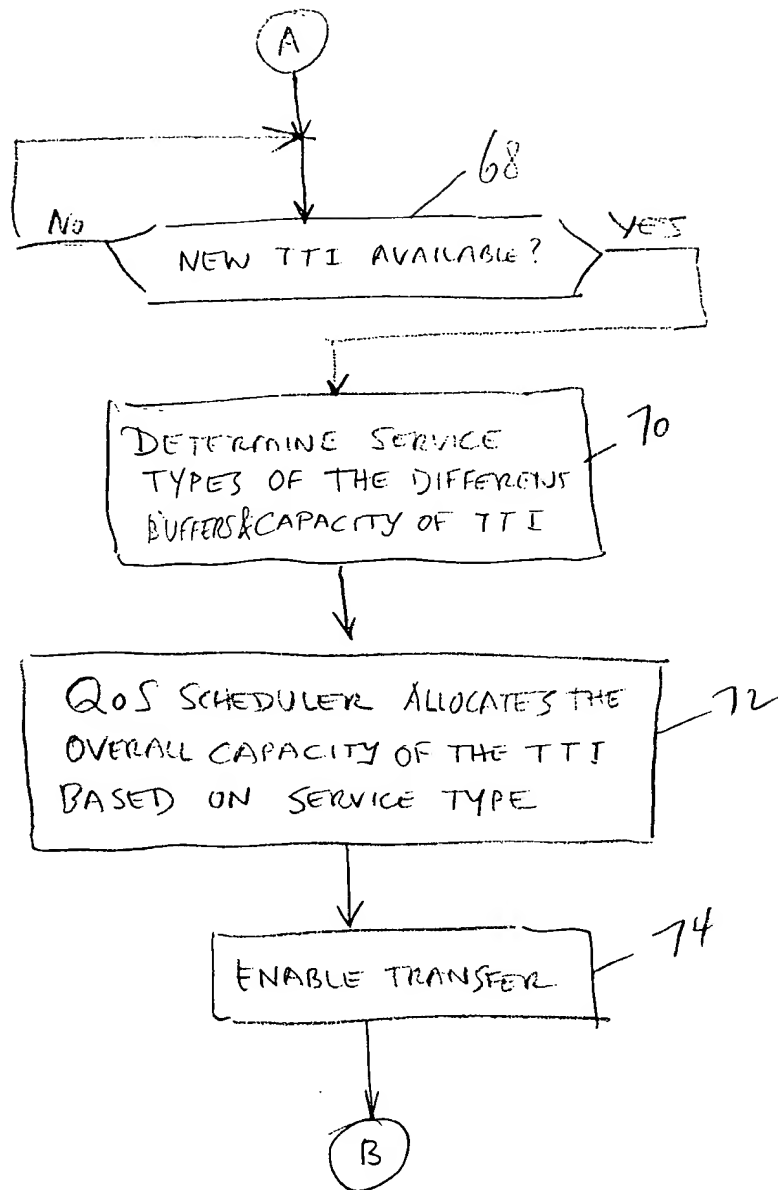 A
68
No
NEW TTI AVAILABLE?
YES
DETERMINE SERVICE
TYPES OF THE DIFFERENT
BUFFERS & CAPACITY OF TTI
70
QOS SCHEDULER ALLOCATES THE
OVERALL CAPACITY OF THE TTI
BASED ON SERVICE TYPE
72
ENABLE TRANSFER
74
B